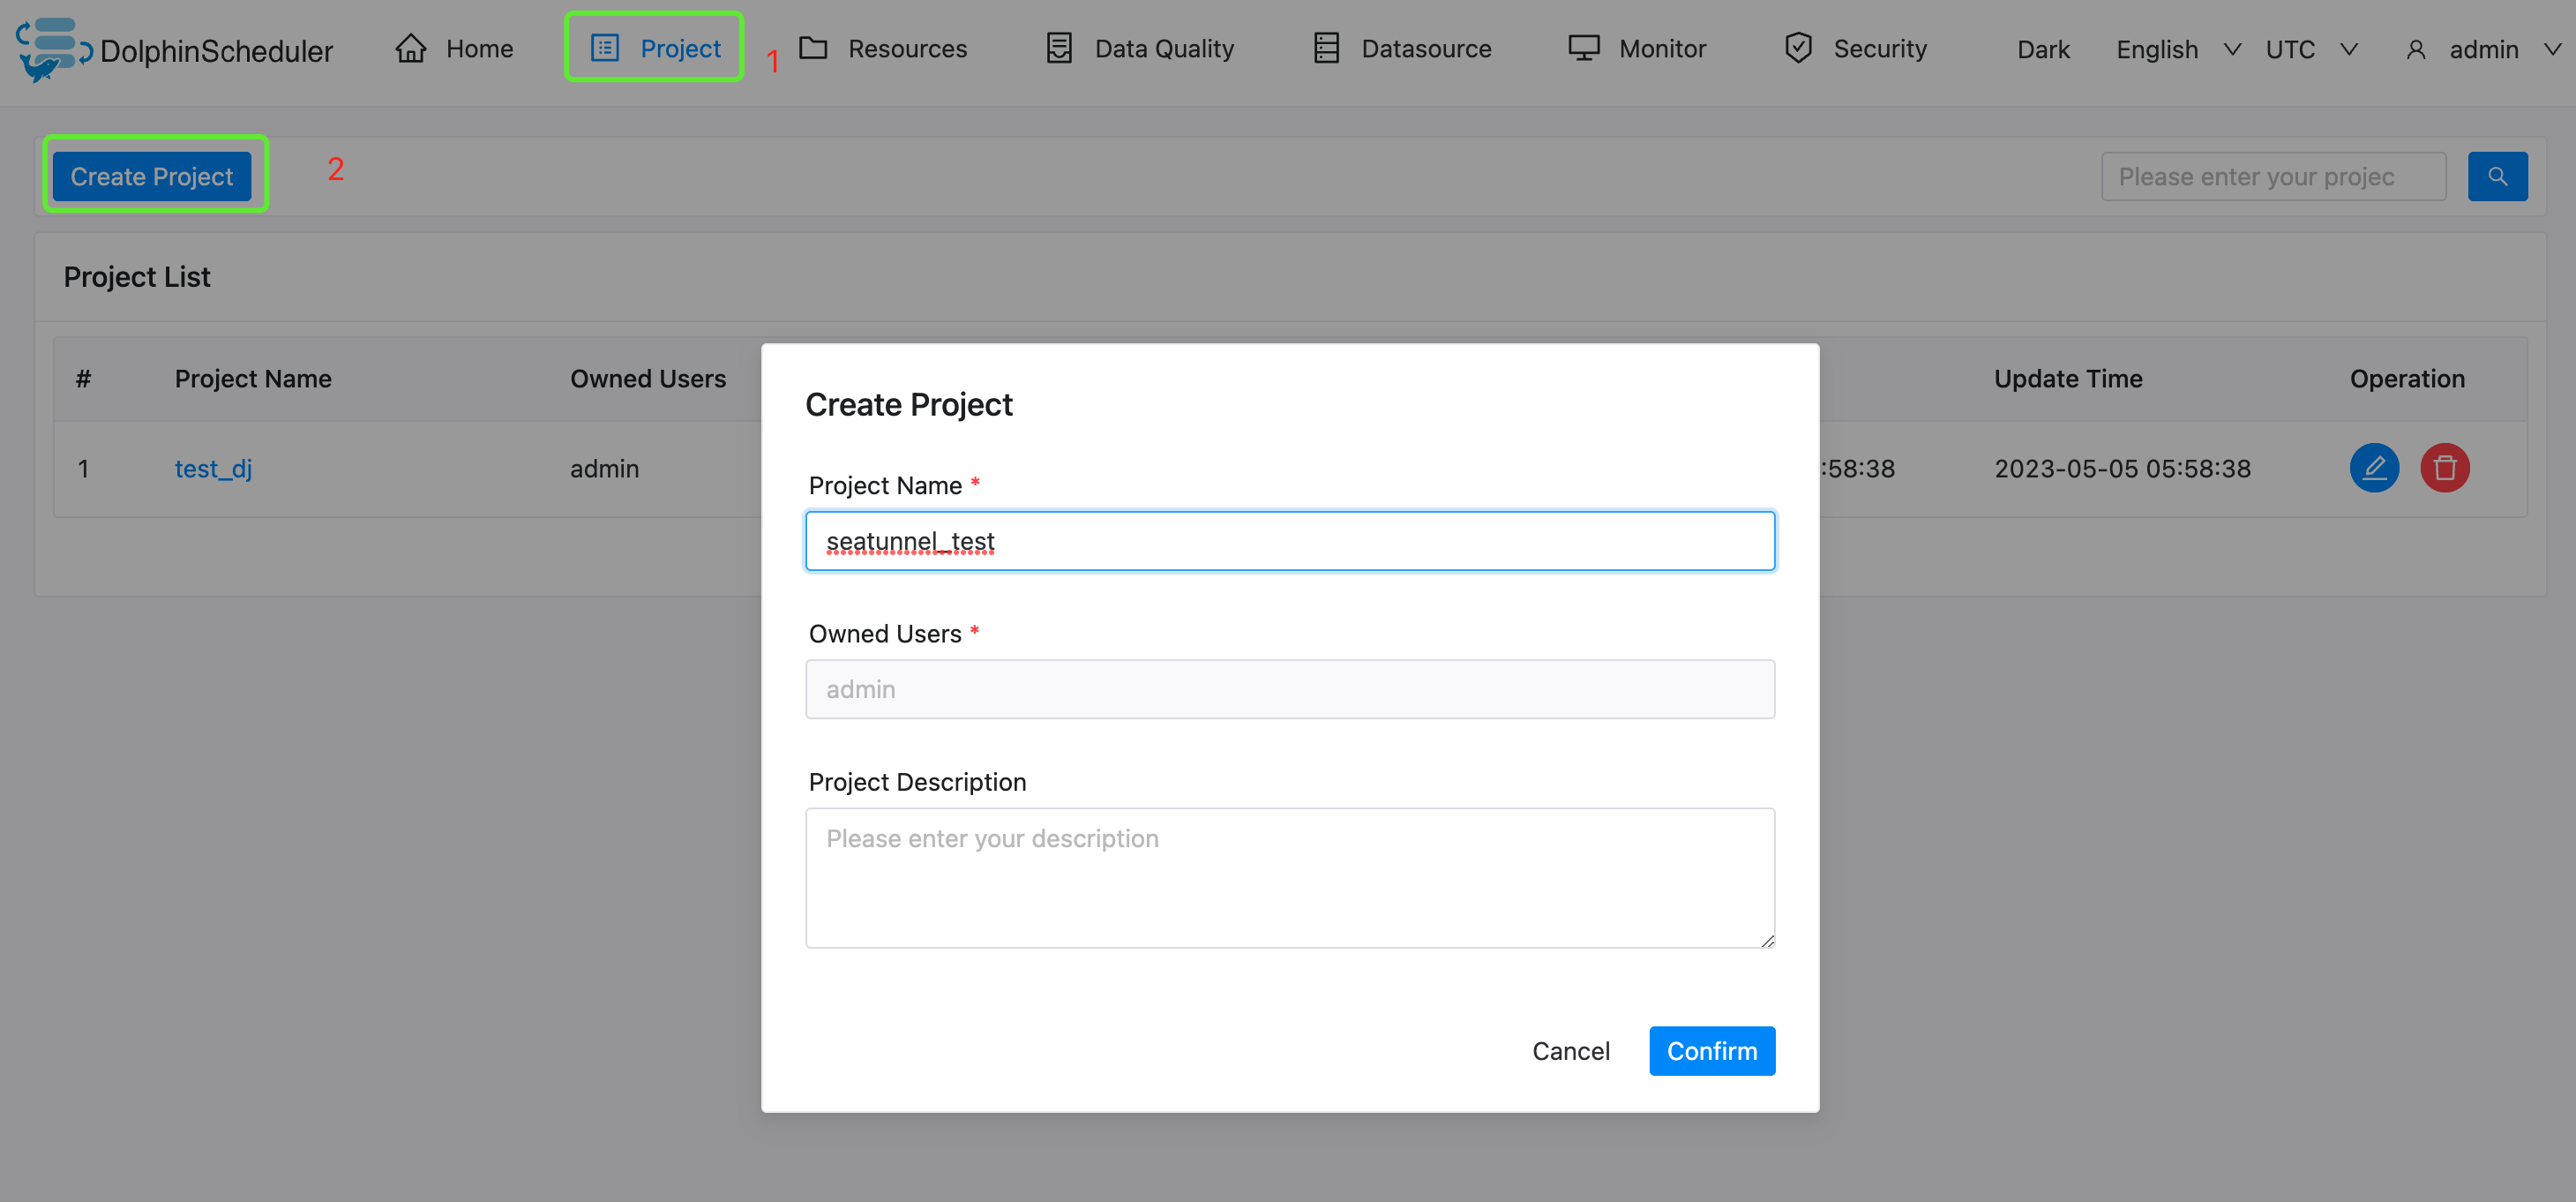 DolphinScheduler Home Project 1 Resources Data Quality Datasource Monitor Security Dark English UTC admin
Create Project 2 Please enter your projec
Project List
# Project Name Owned Users Update Time Operation
1 test_dj admin :58:38 2023-05-05 05:58:38
Create Project
Project Name *
seatunnel_test
Owned Users *
admin
Project Description
Please enter your description
Cancel Confirm